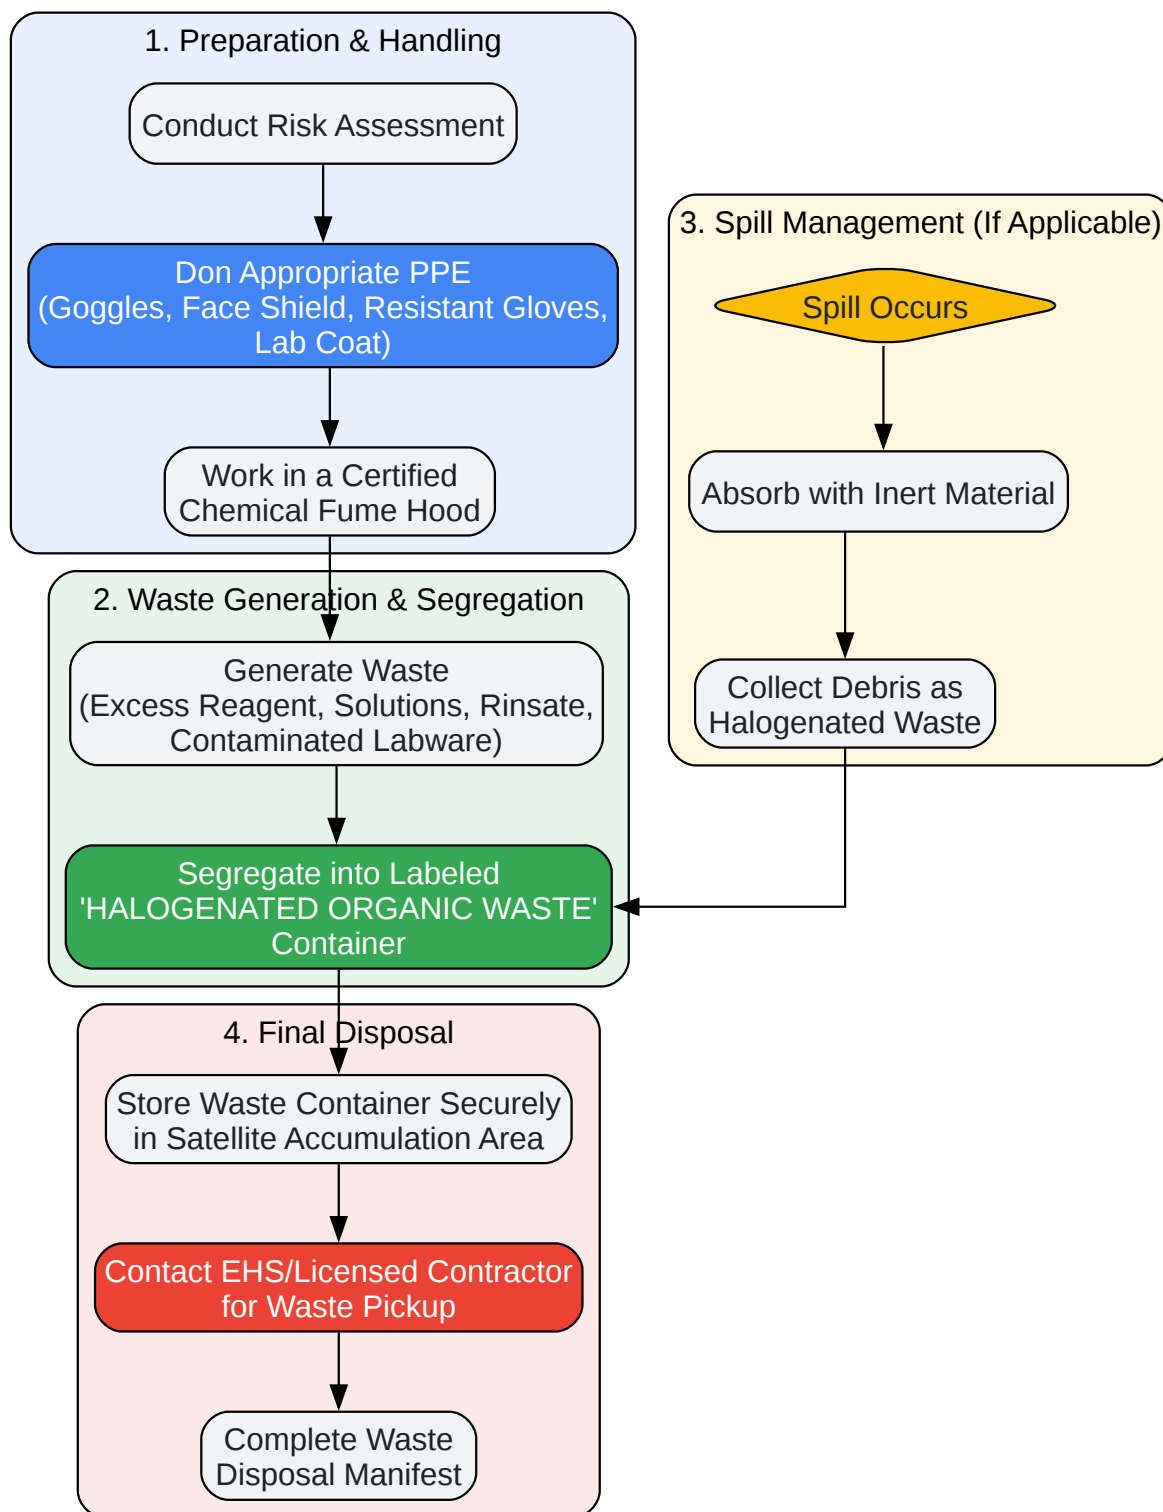 1. Preparation & Handling
Conduct Risk Assessment
Don Appropriate PPE
(Goggles, Face Shield, Resistant Gloves,
Lab Coat)
Work in a Certified
Chemical Fume Hood
2. Waste Generation & Segregation
Generate Waste
(Excess Reagent, Solutions, Rinsate,
Contaminated Labware)
Segregate into Labeled
'HALOGENATED ORGANIC WASTE'
Container
3. Spill Management (If Applicable)
Spill Occurs
Absorb with Inert Material
Collect Debris as
Halogenated Waste
4. Final Disposal
Store Waste Container Securely
in Satellite Accumulation Area
Contact EHS/Licensed Contractor
for Waste Pickup
Complete Waste
Disposal Manifest